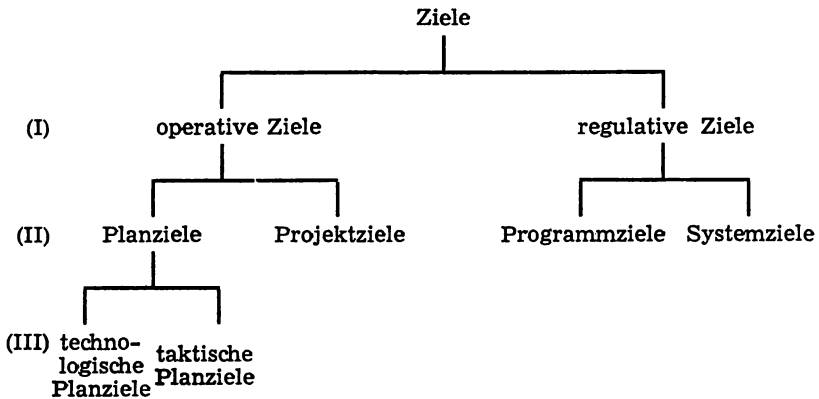 Ziele
(I) operative Ziele regulative Ziele
(II) Planziele Projektziele Programmziele Systemziele
(III) techno-
logische
Planziele
taktische
Planziele